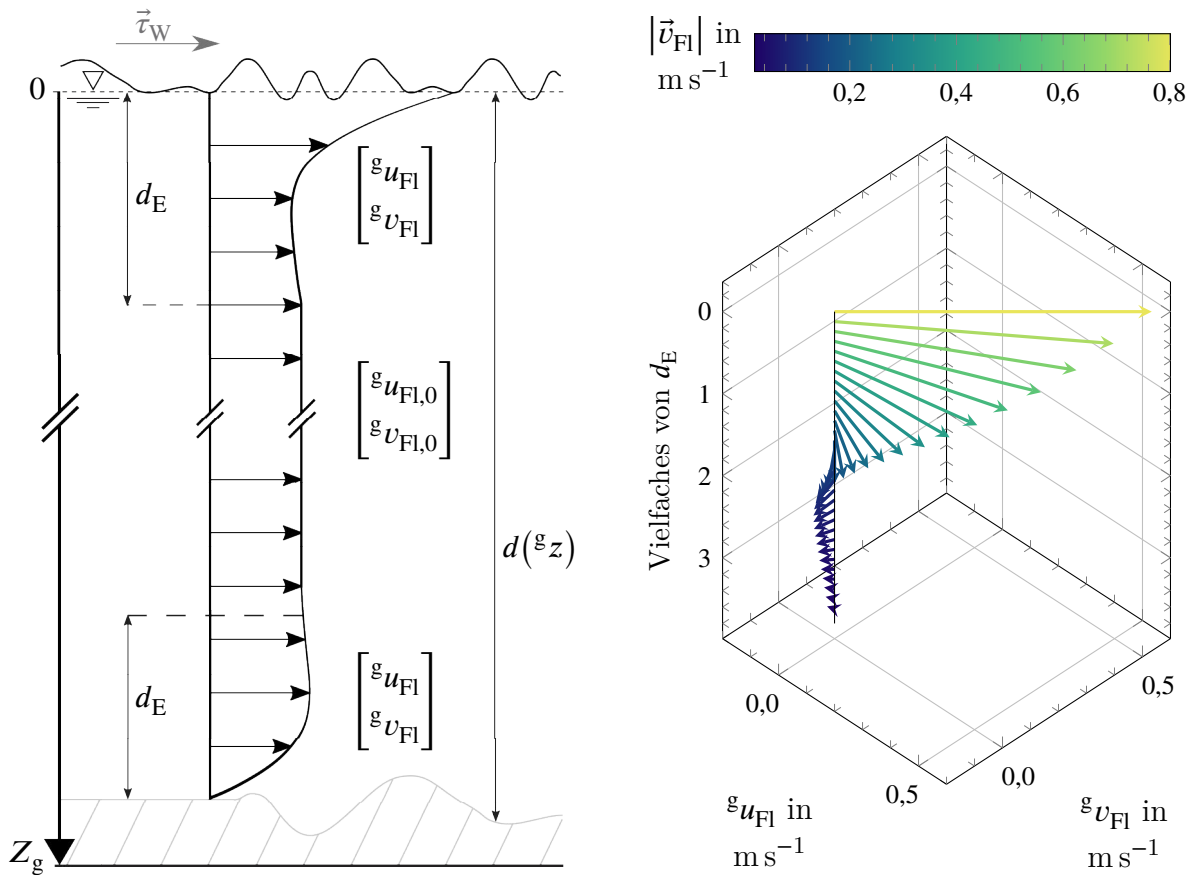 τ⃗W
0
dE
[ᵍuFl
ᵍvFl]
[ᵍuFl,0
ᵍvFl,0]
d(ᵍz)
dE
[ᵍuFl
ᵍvFl]
Zg
|v⃗Fl| in
m s⁻¹
0,2 0,4 0,6 0,8
Vielfaches von dE
0
1
2
3
0,0
0,5
0,0
0,5
ᵍuFl in
m s⁻¹
ᵍvFl in
m s⁻¹